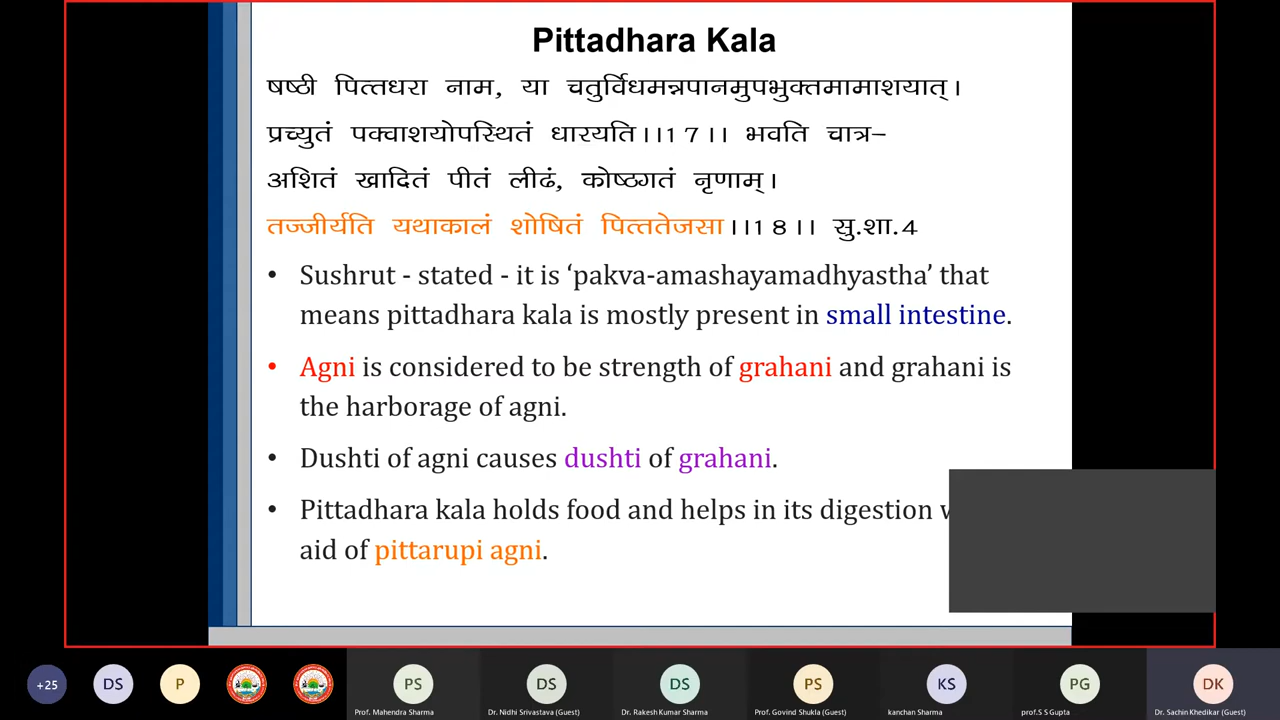 Pittadhara Kala
षष्ठी पित्तधरा नाम, या चतुर्विधमन्नपानमुपभुक्तमामाशयात् ।
प्रच्युतं पक्वाशयोपस्थितं धारयति ।।17 ।। भवति चात्र–
अशितं खादितं पीतं लीढं, कोष्ठगतं नृणाम् ।
तज्जीर्यति यथाकालं शोषितं पित्ततेजसा ।।18 ।। सु.शा.4
• Sushrut - stated - it is ‘pakva-amashayamadhyastha’ that
means pittadhara kala is mostly present in small intestine.
• Agni is considered to be strength of grahani and grahani is
the harborage of agni.
• Dushti of agni causes dushti of grahani.
• Pittadhara kala holds food and helps in its digestion
aid of pittarupi agni.
+25 DS P PS DS DS PS KS PG DK
Prof. Mahendra Sharma Dr. Nidhi Srivastava (Guest) Dr. Rakesh Kumar Sharma Prof. Govind Shukla (Guest) kanchan Sharma prof.S S Gupta Dr. Sachin Khedikar (Guest)